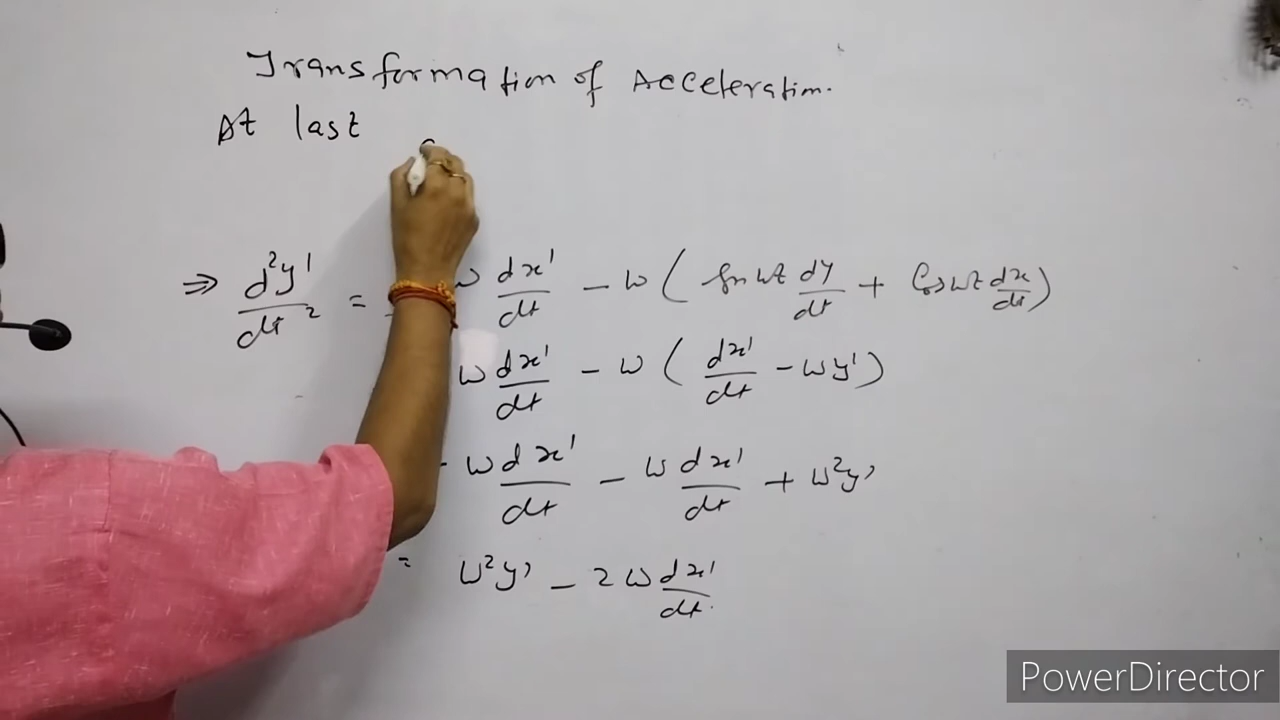 Transformation of Acceleration.
At last
⇒ d²y'/dt² = ω dx'/dt − ω ( Sin ωt dy/dt + Cos ωt dx/dt )
ω dx'/dt − ω ( dx'/dt − ωy' )
- ω dx'/dt − ω dx'/dt + ω²y'
= ω²y' − 2ω dx'/dt.
PowerDirector